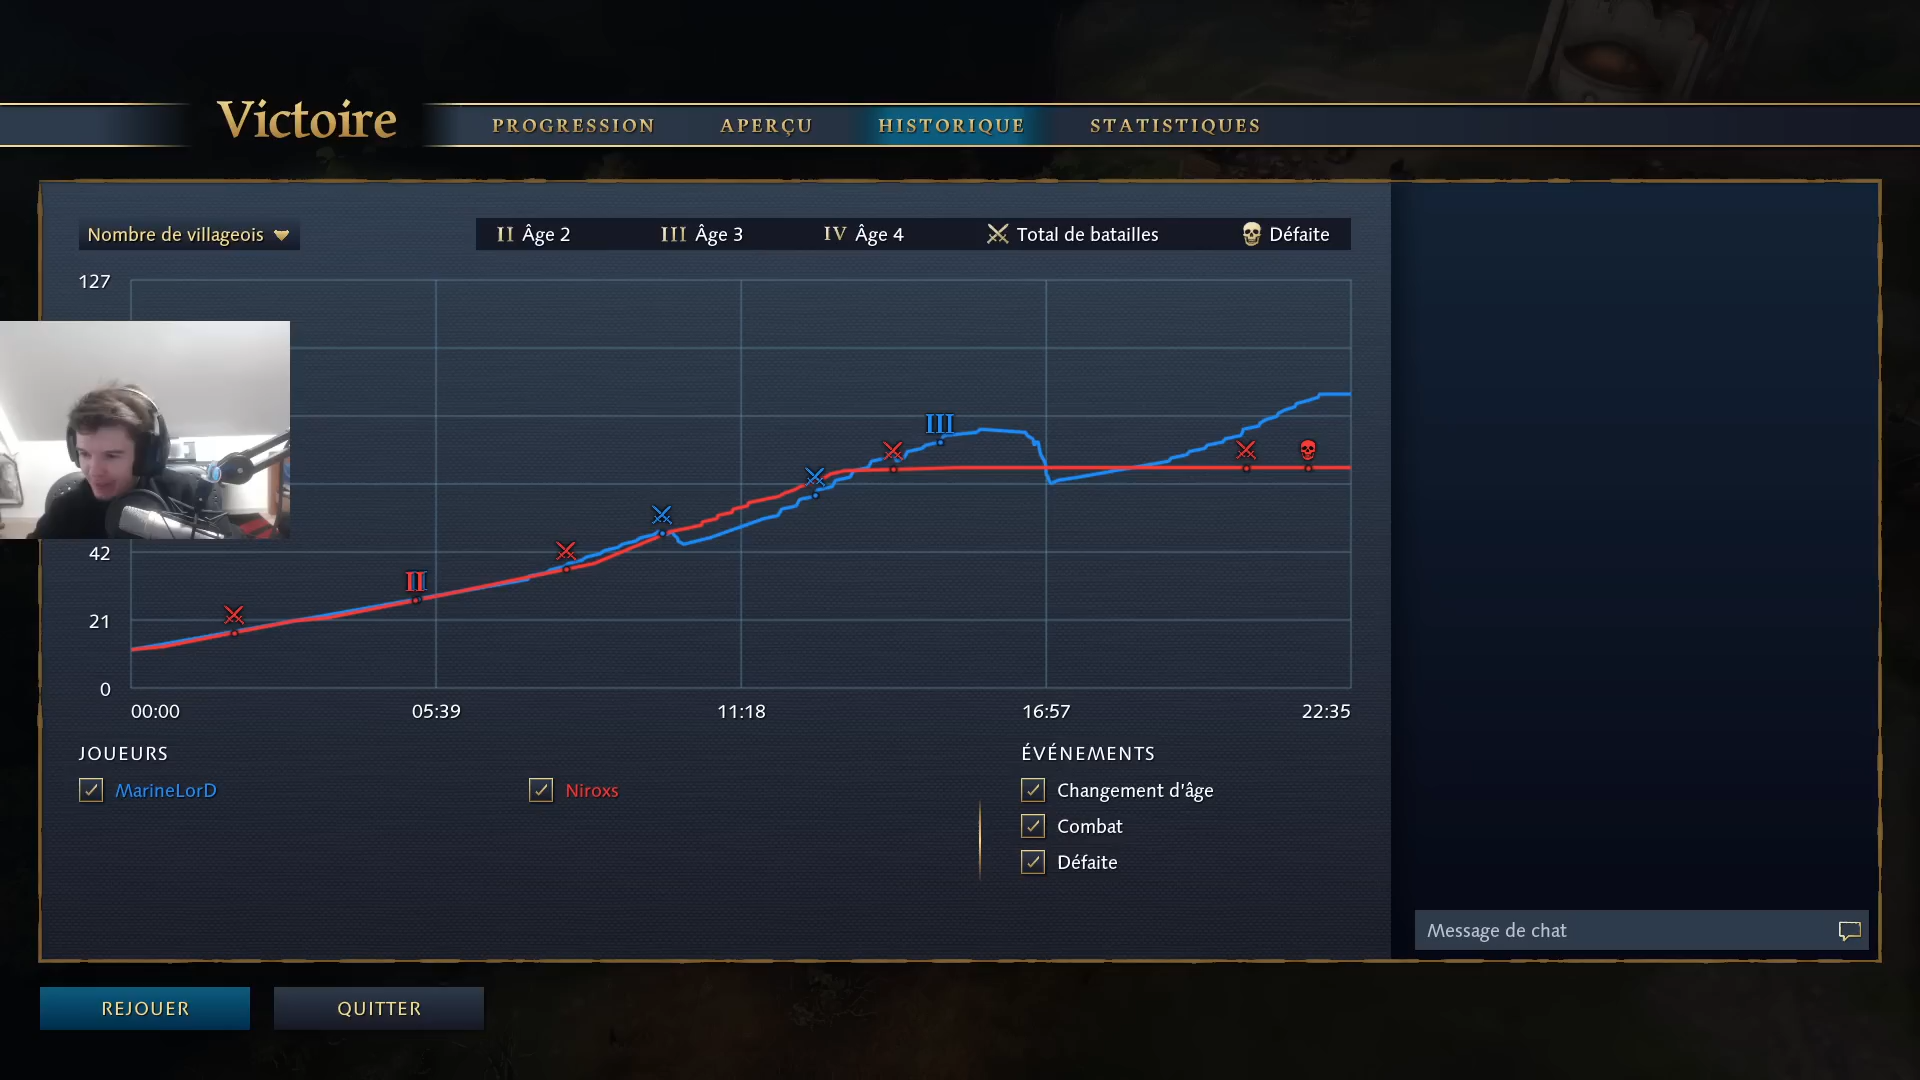 Victoire
PROGRESSION APERÇU HISTORIQUE STATISTIQUES
Nombre de villageois
II Âge 2 III Âge 3 IV Âge 4 Total de batailles Défaite
127
42
21
0
III
II
00:00 05:39 11:18 16:57 22:35
JOUEURS
MarineLorD Niroxs
ÉVÉNEMENTS
Changement d'âge
Combat
Défaite
Message de chat
REJOUER QUITTER